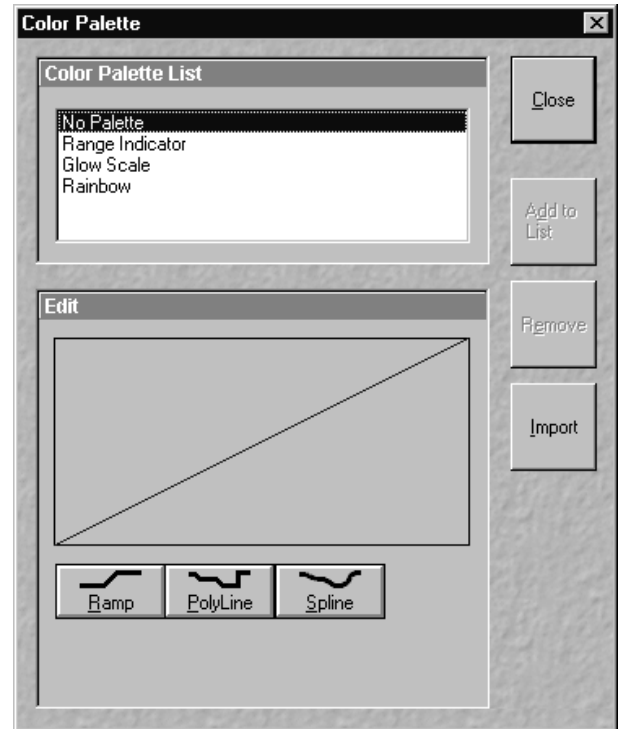 Color Palette
Color Palette List
No Palette
Range Indicator
Glow Scale
Rainbow
Close
Add to
List
Remove
Import
Edit
Ramp
PolyLine
Spline